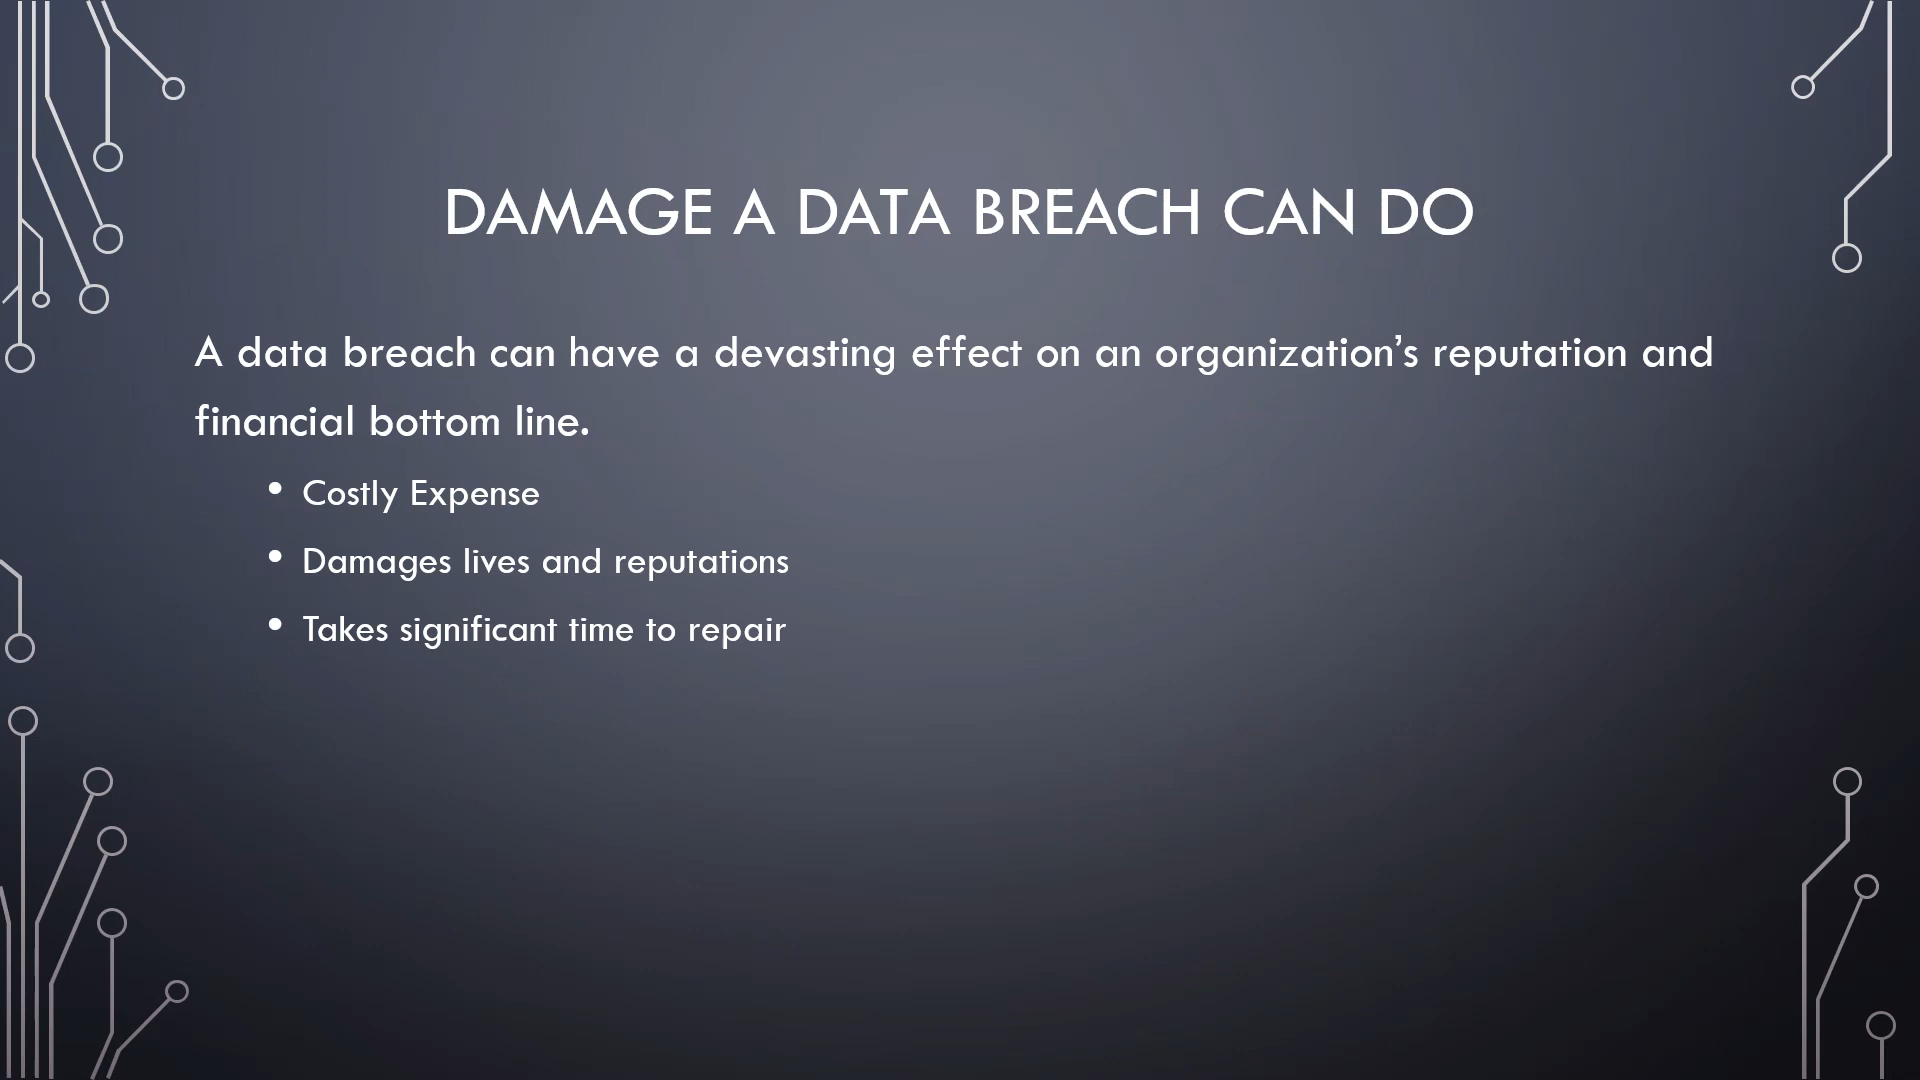 DAMAGE A DATA BREACH CAN DO
A data breach can have a devasting effect on an organization’s reputation and
financial bottom line.
• Costly Expense
• Damages lives and reputations
• Takes significant time to repair